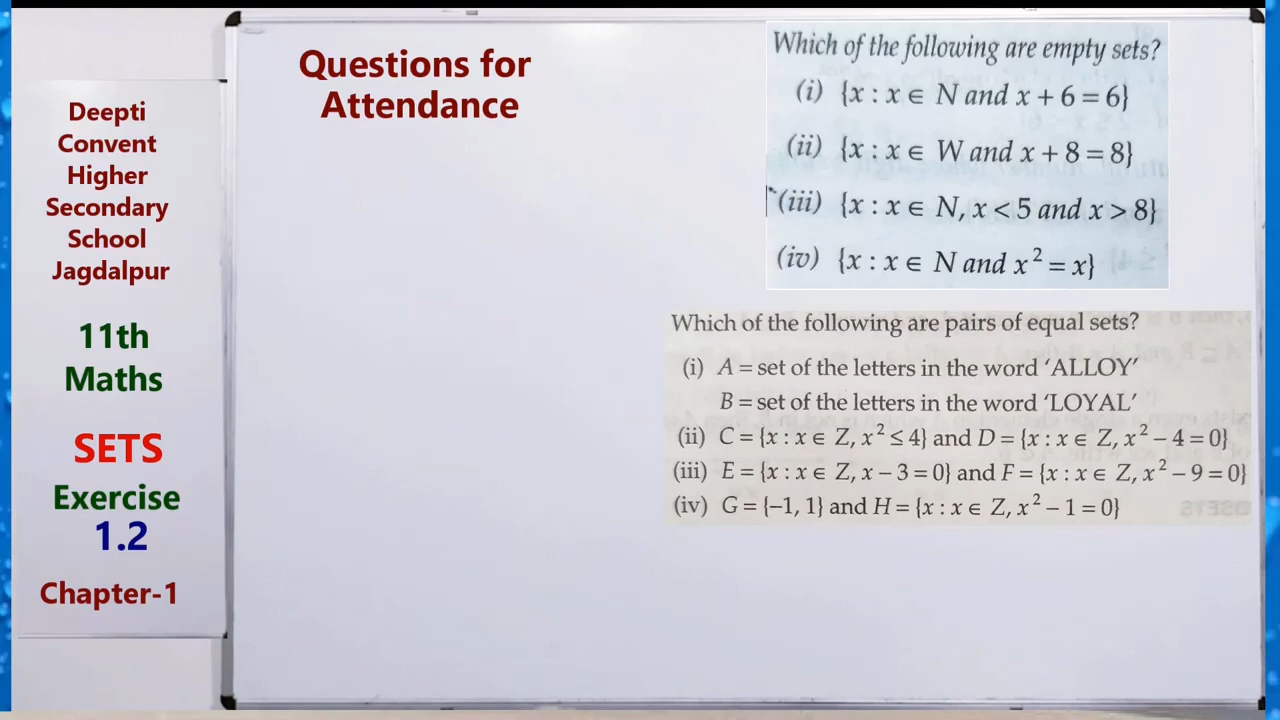 Deepti
Convent
Higher
Secondary
School
Jagdalpur
11th
Maths
SETS
Exercise
1.2
Chapter-1
Questions for
Attendance
Which of the following are empty sets?
(i) {x : x ∈ N and x + 6 = 6}
(ii) {x : x ∈ W and x + 8 = 8}
(iii) {x : x ∈ N, x < 5 and x > 8}
(iv) {x : x ∈ N and x² = x}
Which of the following are pairs of equal sets?
(i) A = set of the letters in the word 'ALLOY'
B = set of the letters in the word 'LOYAL'
(ii) C = {x : x ∈ Z, x² ≤ 4} and D = {x : x ∈ Z, x² − 4 = 0}
(iii) E = {x : x ∈ Z, x − 3 = 0} and F = {x : x ∈ Z, x² − 9 = 0}
(iv) G = {−1, 1} and H = {x : x ∈ Z, x² − 1 = 0}